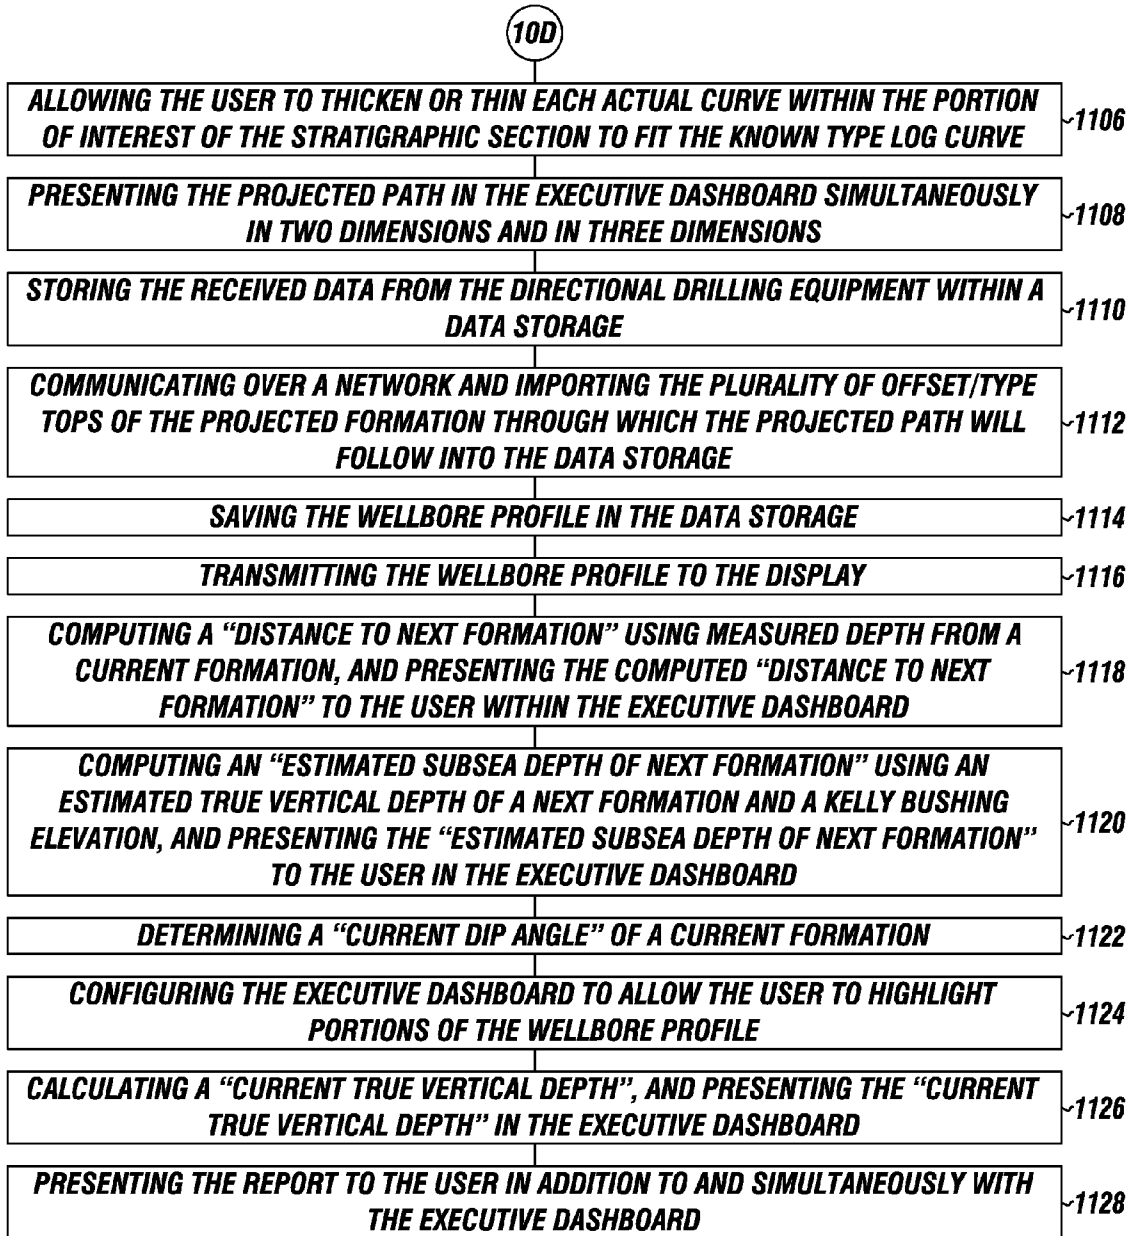 10D
ALLOWING THE USER TO THICKEN OR THIN EACH ACTUAL CURVE WITHIN THE PORTION
OF INTEREST OF THE STRATIGRAPHIC SECTION TO FIT THE KNOWN TYPE LOG CURVE
1106
PRESENTING THE PROJECTED PATH IN THE EXECUTIVE DASHBOARD SIMULTANEOUSLY
IN TWO DIMENSIONS AND IN THREE DIMENSIONS
1108
STORING THE RECEIVED DATA FROM THE DIRECTIONAL DRILLING EQUIPMENT WITHIN A
DATA STORAGE
1110
COMMUNICATING OVER A NETWORK AND IMPORTING THE PLURALITY OF OFFSET/TYPE
TOPS OF THE PROJECTED FORMATION THROUGH WHICH THE PROJECTED PATH WILL
FOLLOW INTO THE DATA STORAGE
1112
SAVING THE WELLBORE PROFILE IN THE DATA STORAGE
1114
TRANSMITTING THE WELLBORE PROFILE TO THE DISPLAY
1116
COMPUTING A “DISTANCE TO NEXT FORMATION” USING MEASURED DEPTH FROM A
CURRENT FORMATION, AND PRESENTING THE COMPUTED “DISTANCE TO NEXT
FORMATION” TO THE USER WITHIN THE EXECUTIVE DASHBOARD
1118
COMPUTING AN “ESTIMATED SUBSEA DEPTH OF NEXT FORMATION” USING AN
ESTIMATED TRUE VERTICAL DEPTH OF A NEXT FORMATION AND A KELLY BUSHING
ELEVATION, AND PRESENTING THE “ESTIMATED SUBSEA DEPTH OF NEXT FORMATION”
TO THE USER IN THE EXECUTIVE DASHBOARD
1120
DETERMINING A “CURRENT DIP ANGLE” OF A CURRENT FORMATION
1122
CONFIGURING THE EXECUTIVE DASHBOARD TO ALLOW THE USER TO HIGHLIGHT
PORTIONS OF THE WELLBORE PROFILE
1124
CALCULATING A “CURRENT TRUE VERTICAL DEPTH”, AND PRESENTING THE “CURRENT
TRUE VERTICAL DEPTH” IN THE EXECUTIVE DASHBOARD
1126
PRESENTING THE REPORT TO THE USER IN ADDITION TO AND SIMULTANEOUSLY WITH
THE EXECUTIVE DASHBOARD
1128